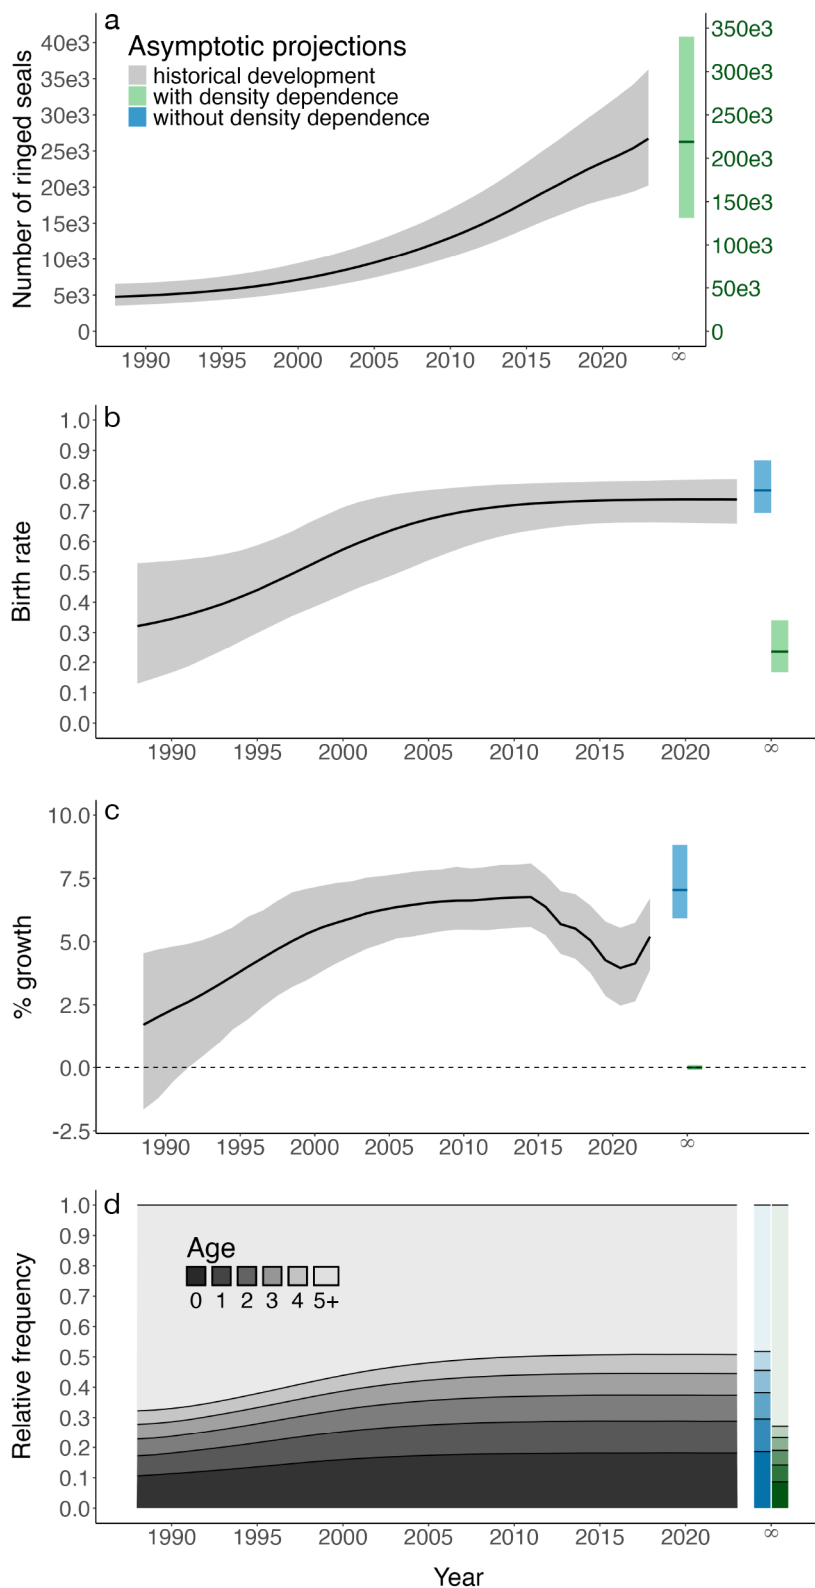 a
Asymptotic projections
historical development
with density dependence
without density dependence
Number of ringed seals
40e3
35e3
30e3
25e3
20e3
15e3
10e3
5e3
0
350e3
300e3
250e3
200e3
150e3
100e3
50e3
0
1990 1995 2000 2005 2010 2015 2020 ∞
b
Birth rate
1.0
0.9
0.8
0.7
0.6
0.5
0.4
0.3
0.2
0.1
0.0
1990 1995 2000 2005 2010 2015 2020 ∞
c
% growth
10.0
7.5
5.0
2.5
0.0
-2.5
1990 1995 2000 2005 2010 2015 2020 ∞
d
Relative frequency
1.0
0.9
0.8
0.7
0.6
0.5
0.4
0.3
0.2
0.1
0.0
Age
0 1 2 3 4 5+
1990 1995 2000 2005 2010 2015 2020 ∞
Year